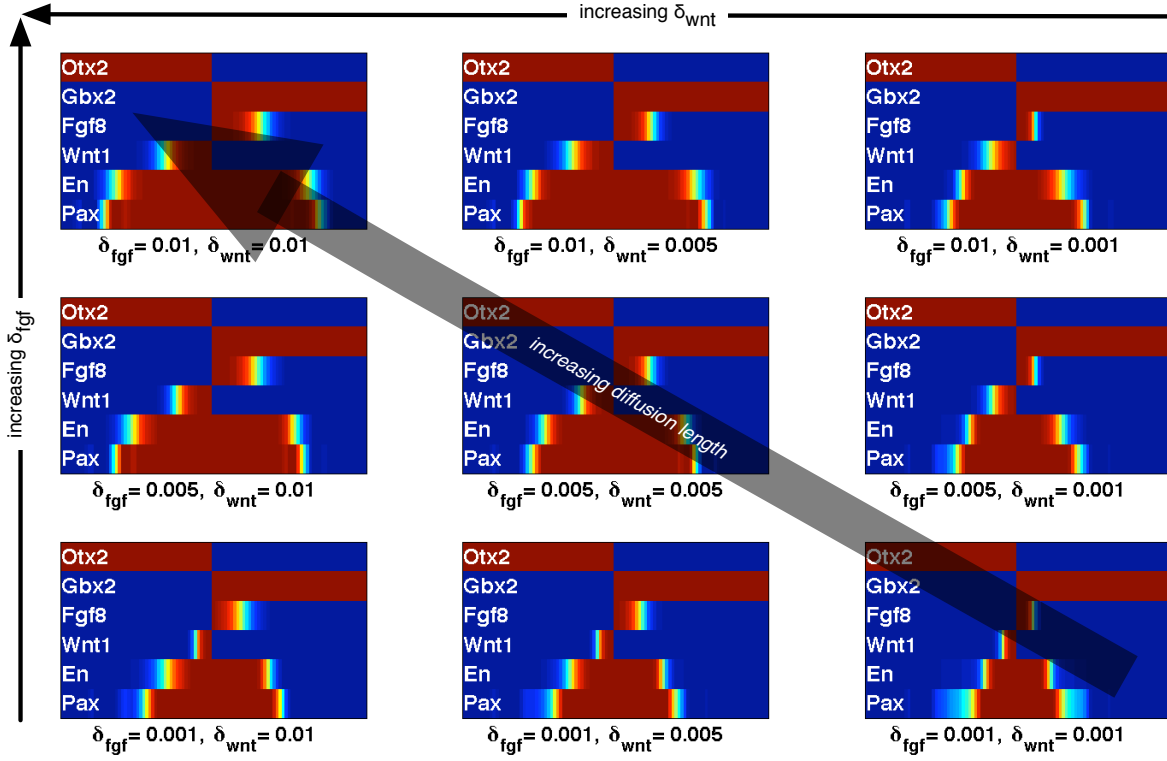 increasing δwnt
increasing δfgf
Otx2
Gbx2
Fgf8
Wnt1
En
Pax
δfgf= 0.01, δwnt= 0.01
Otx2
Gbx2
Fgf8
Wnt1
En
Pax
δfgf= 0.01, δwnt= 0.005
Otx2
Gbx2
Fgf8
Wnt1
En
Pax
δfgf= 0.01, δwnt= 0.001
Otx2
Gbx2
Fgf8
Wnt1
En
Pax
δfgf= 0.005, δwnt= 0.01
Otx2
Gbx2
Fgf8
Wnt1
En
Pax
δfgf= 0.005, δwnt= 0.005
increasing diffusion length
Otx2
Gbx2
Fgf8
Wnt1
En
Pax
δfgf= 0.005, δwnt= 0.001
Otx2
Gbx2
Fgf8
Wnt1
En
Pax
δfgf= 0.001, δwnt= 0.01
Otx2
Gbx2
Fgf8
Wnt1
En
Pax
δfgf= 0.001, δwnt= 0.005
Otx2
Gbx2
Fgf8
Wnt1
En
Pax
δfgf= 0.001, δwnt= 0.001